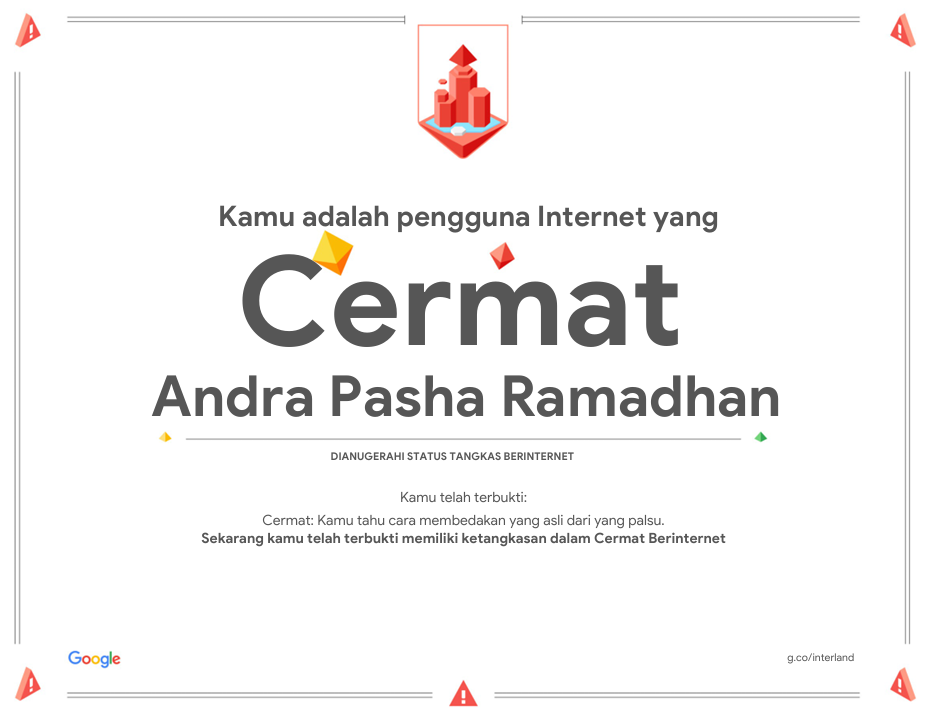 Kamu adalah pengguna Internet yang
Cermat
Andra Pasha Ramadhan
DIANUGERAHI STATUS TANGKAS BERINTERNET
Kamu telah terbukti:
Cermat: Kamu tahu cara membedakan yang asli dari yang palsu.
Sekarang kamu telah terbukti memiliki ketangkasan dalam Cermat Berinternet
Google
g.co/interland